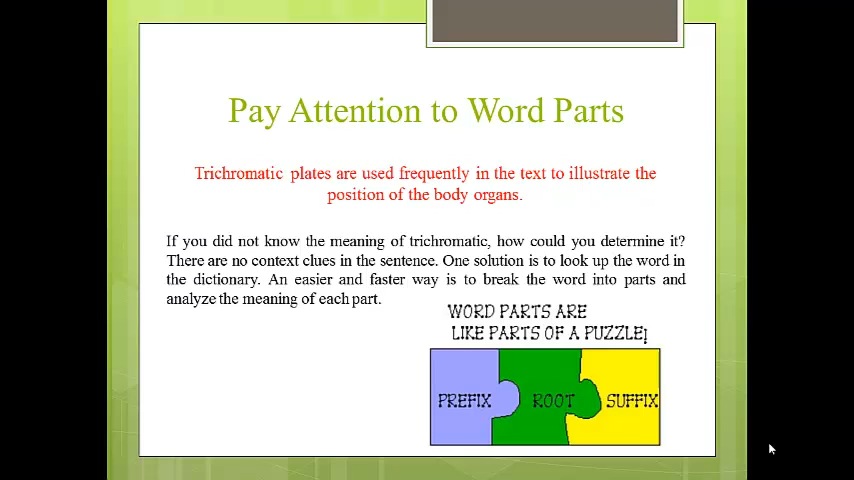 Pay Attention to Word Parts
Trichromatic plates are used frequently in the text to illustrate the
position of the body organs.
If you did not know the meaning of trichromatic, how could you determine it?
There are no context clues in the sentence. One solution is to look up the word in
the dictionary. An easier and faster way is to break the word into parts and
analyze the meaning of each part.
WORD PARTS ARE
LIKE PARTS OF A PUZZLE!
PREFIX ROOT SUFFIX